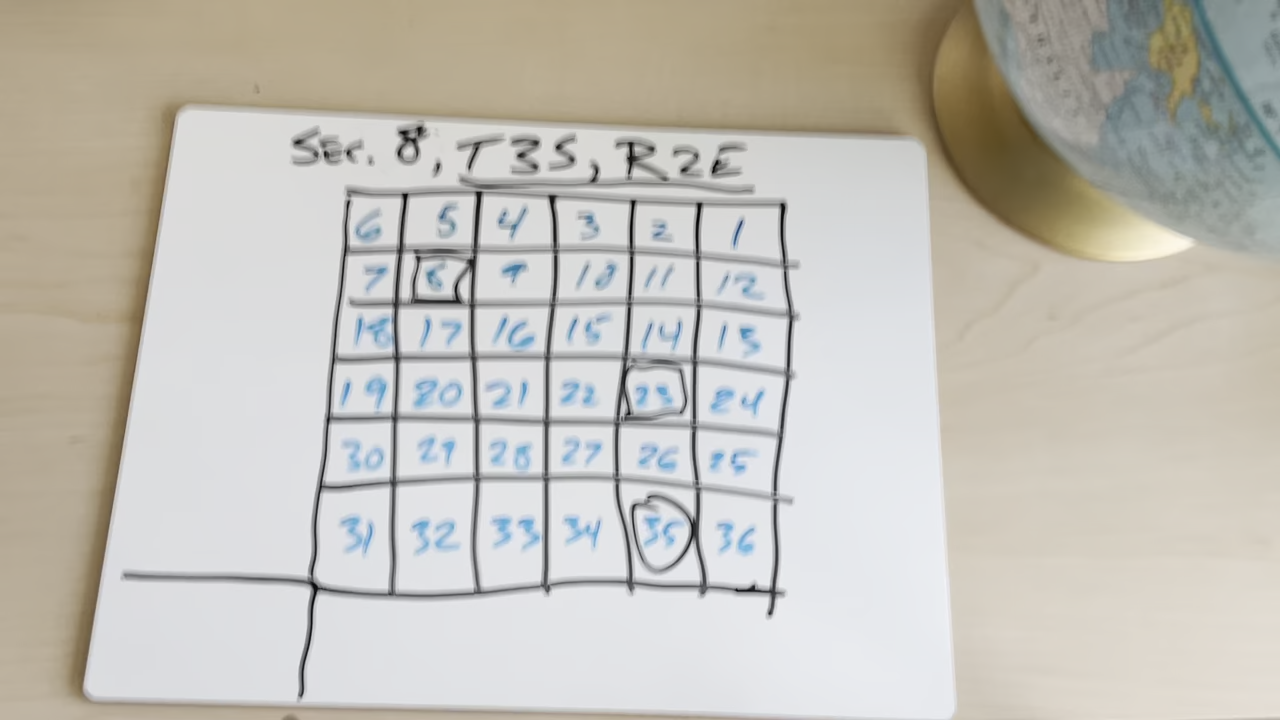 Sec. 8, T3S, R2E
6 5 4 3 2 1
7 8 9 10 11 12
18 17 16 15 14 13
19 20 21 22 23 24
30 29 28 27 26 25
31 32 33 34 35 36